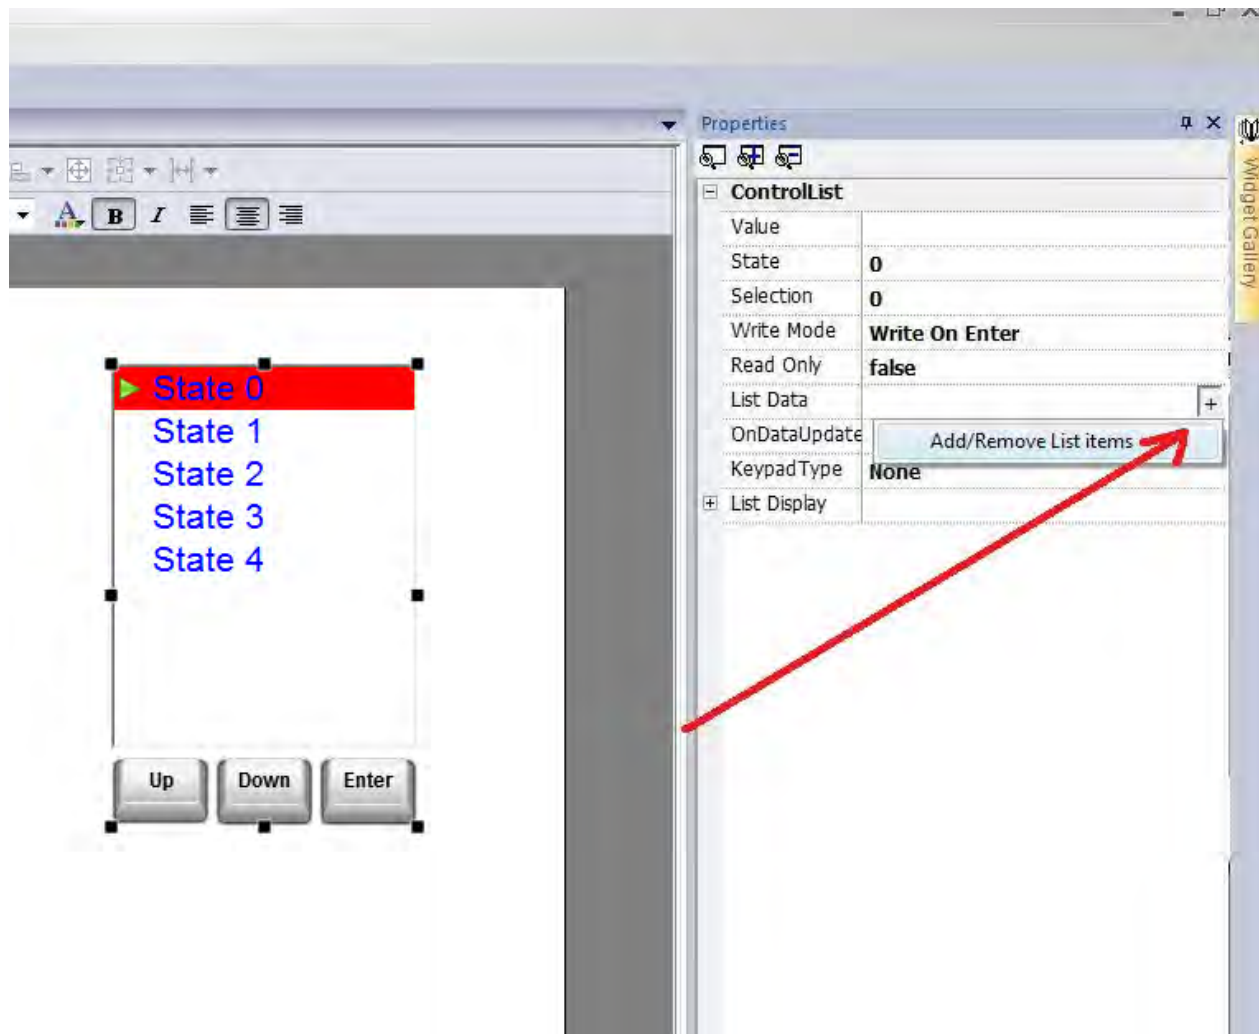 Properties
ControlList
Value
State 0
Selection 0
Write Mode Write On Enter
Read Only false
List Data +
OnDataUpdate
Add/Remove List items
KeypadType None
List Display
Widget Gallery
A B I
State 0
State 1
State 2
State 3
State 4
Up Down Enter